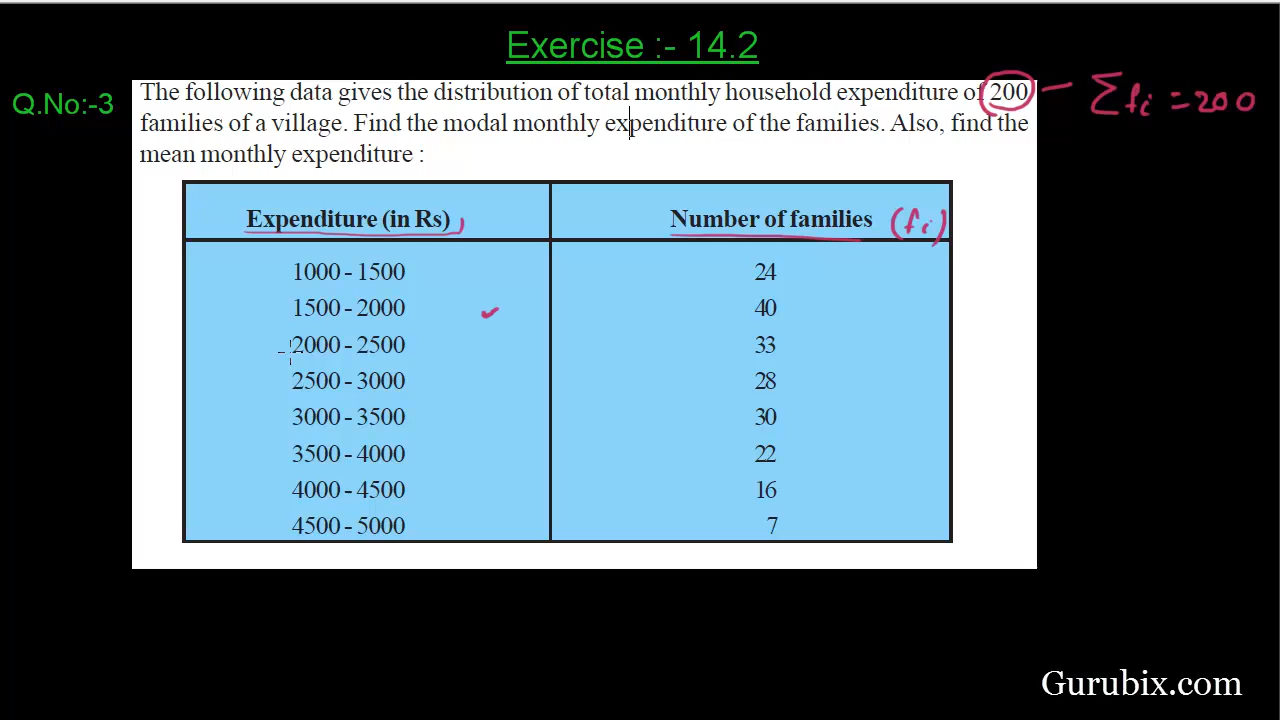 Exercise :- 14.2
Q.No:-3
The following data gives the distribution of total monthly household expenditure of 200 — ∑fi = 200
families of a village. Find the modal monthly expenditure of the families. Also, find the
mean monthly expenditure :
Expenditure (in Rs) Number of families (fi)
1000 - 1500 24
1500 - 2000 ✓ 40
2000 - 2500 33
2500 - 3000 28
3000 - 3500 30
3500 - 4000 22
4000 - 4500 16
4500 - 5000 7
Gurubix.com